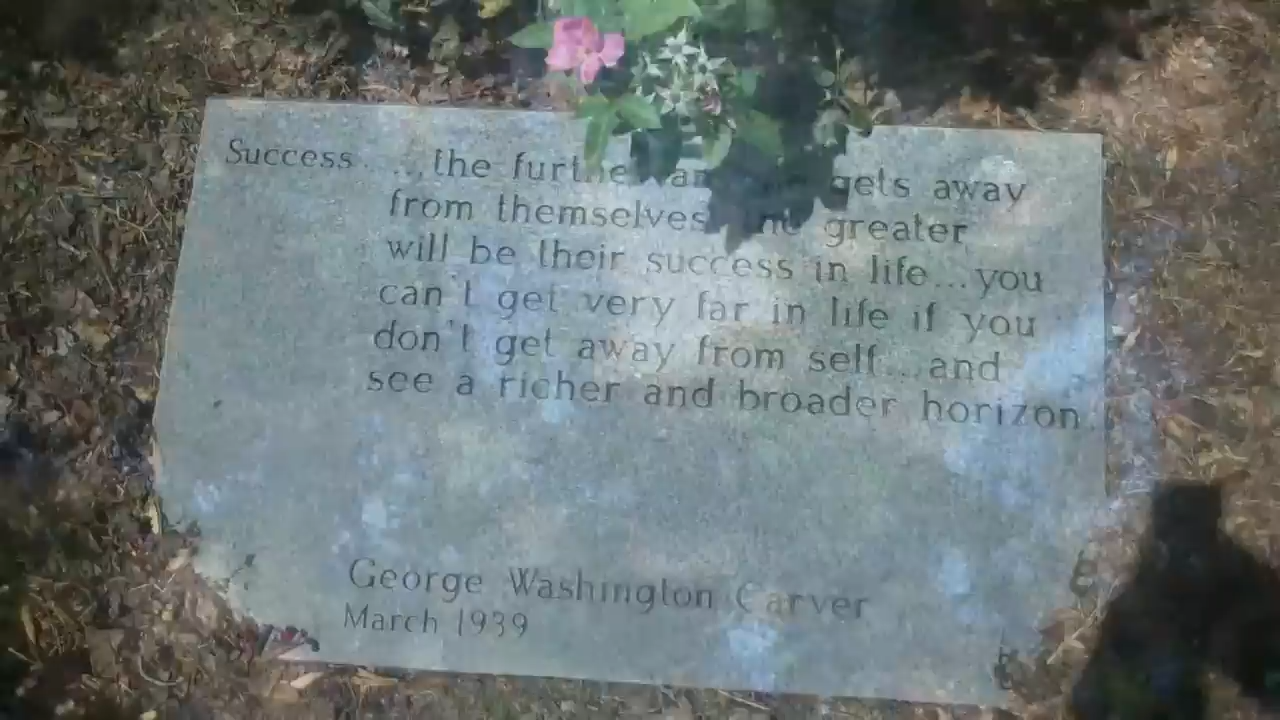 Success ...,the gets away
from themselves greater
will be their success in life...you
can't get very far in life if you
don't get away from self...and
see a richer and broader horizon.
George Washington Carver
March 1939